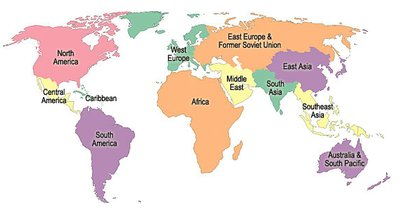 North
America
Central
America
Caribbean
South
America
West
Europe
East Europe &
Former Soviet Union
Middle
East
Africa
East Asia
South
Asia
Southeast
Asia
Australia &
South Pacific